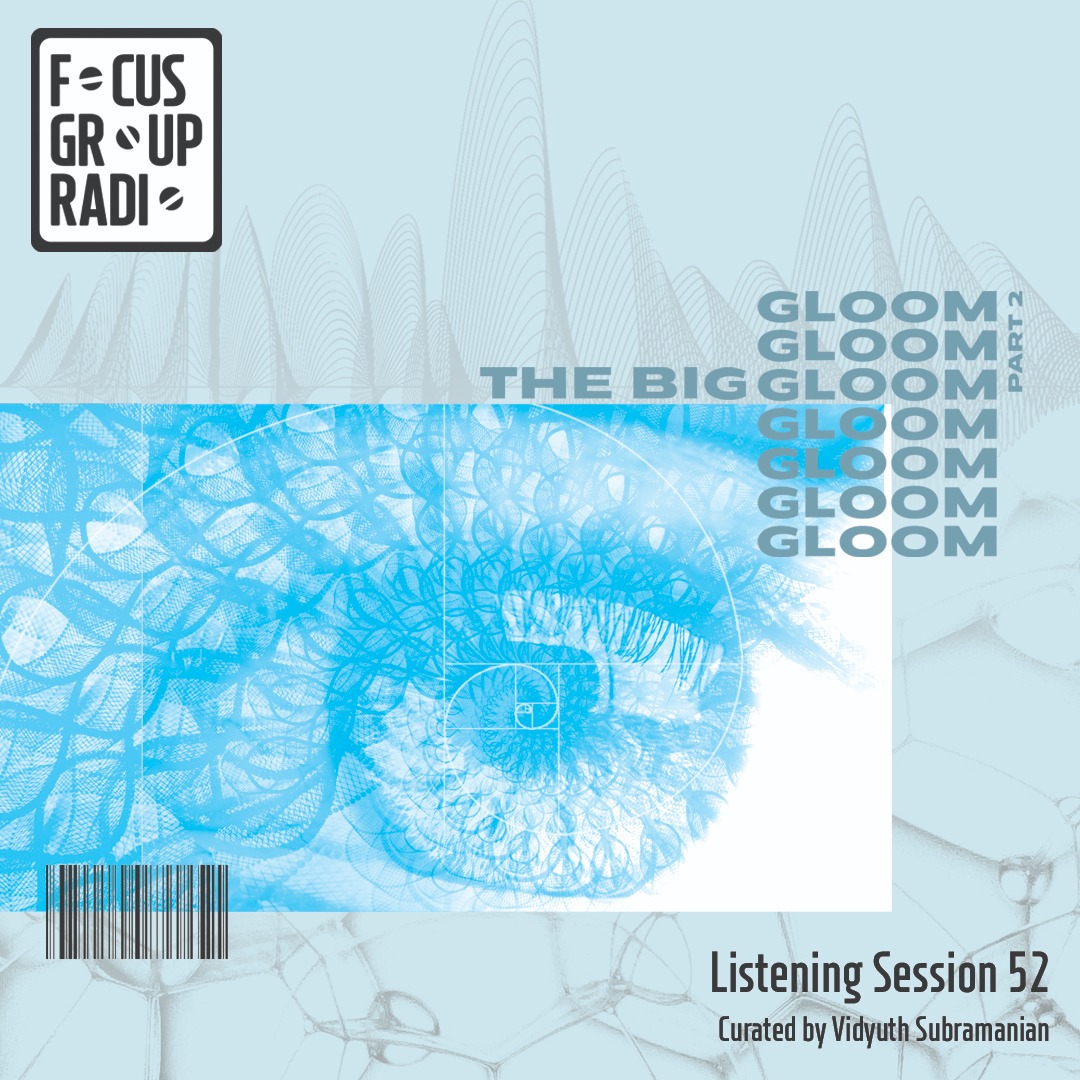 FOCUS
GROUP
RADIO
GLOOM
GLOOM
THE BIG GLOOM
PART 2
GLOOM
GLOOM
GLOOM
GLOOM
Listening Session 52
Curated by Vidyuth Subramanian